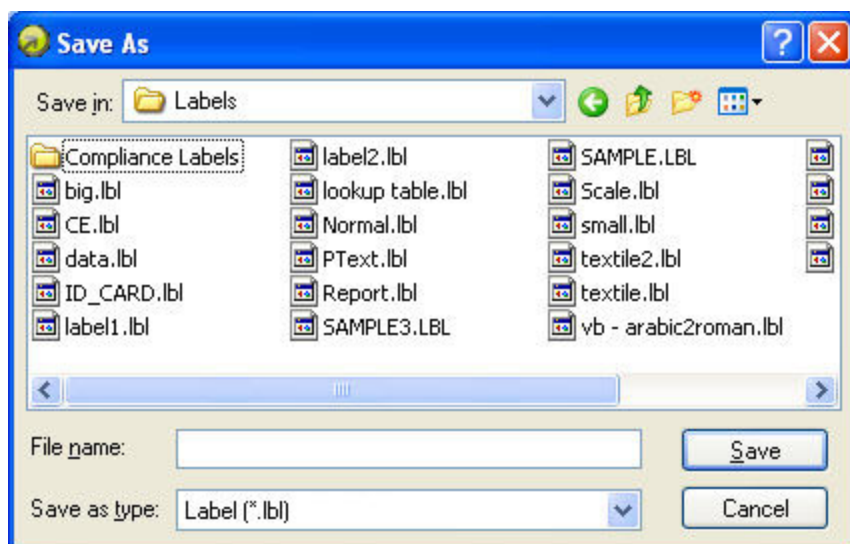 Save As
Save in: Labels
Compliance Labels
big.lbl
CE.lbl
data.lbl
ID_CARD.lbl
label1.lbl
label2.lbl
lookup table.lbl
Normal.lbl
PText.lbl
Report.lbl
SAMPLE3.LBL
SAMPLE.LBL
Scale.lbl
small.lbl
textile2.lbl
textile.lbl
vb - arabic2roman.lbl
File name:
Save
Save as type: Label (*.lbl)
Cancel